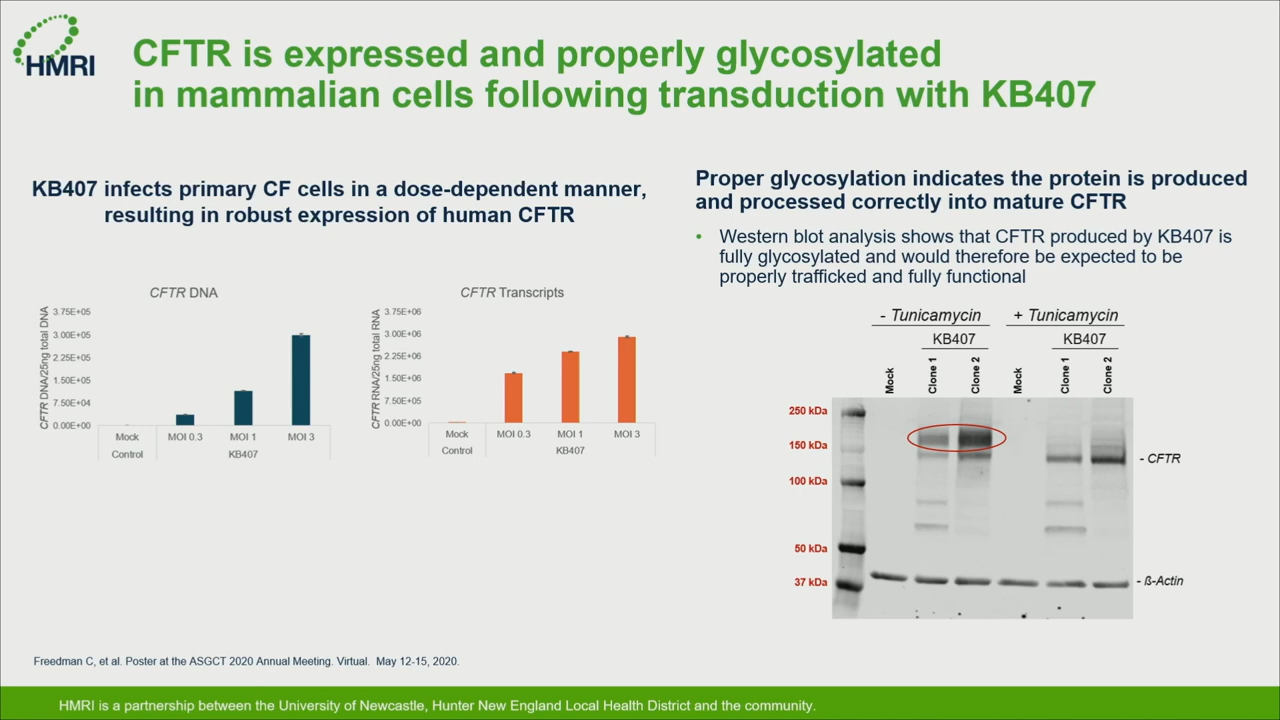 HMRI
CFTR is expressed and properly glycosylated
in mammalian cells following transduction with KB407
KB407 infects primary CF cells in a dose-dependent manner,
resulting in robust expression of human CFTR
CFTR DNA
CFTR DNA/25ng total DNA
3.75E+05
3.00E+05
2.25E+05
1.50E+05
7.50E+04
0.00E+00
Mock
MOI 0.3
MOI 1
MOI 3
Control
KB407
CFTR Transcripts
CFTR RNA/25ng total RNA
3.75E+06
3.00E+06
2.26E+06
1.50E+06
7.50E+05
0.00E+00
Mock
MOI 0.3
MOI 1
MOI 3
Control
KB407
Proper glycosylation indicates the protein is produced
and processed correctly into mature CFTR
• Western blot analysis shows that CFTR produced by KB407 is
fully glycosylated and would therefore be expected to be
properly trafficked and fully functional
- Tunicamycin
+ Tunicamycin
KB407
KB407
Mock
Clone 1
Clone 2
Mock
Clone 1
Clone 2
250 kDa
150 kDa
100 kDa
50 kDa
37 kDa
- CFTR
- ß-Actin
Freedman C, et al. Poster at the ASGCT 2020 Annual Meeting. Virtual. May 12-15, 2020.
HMRI is a partnership between the University of Newcastle, Hunter New England Local Health District and the community.